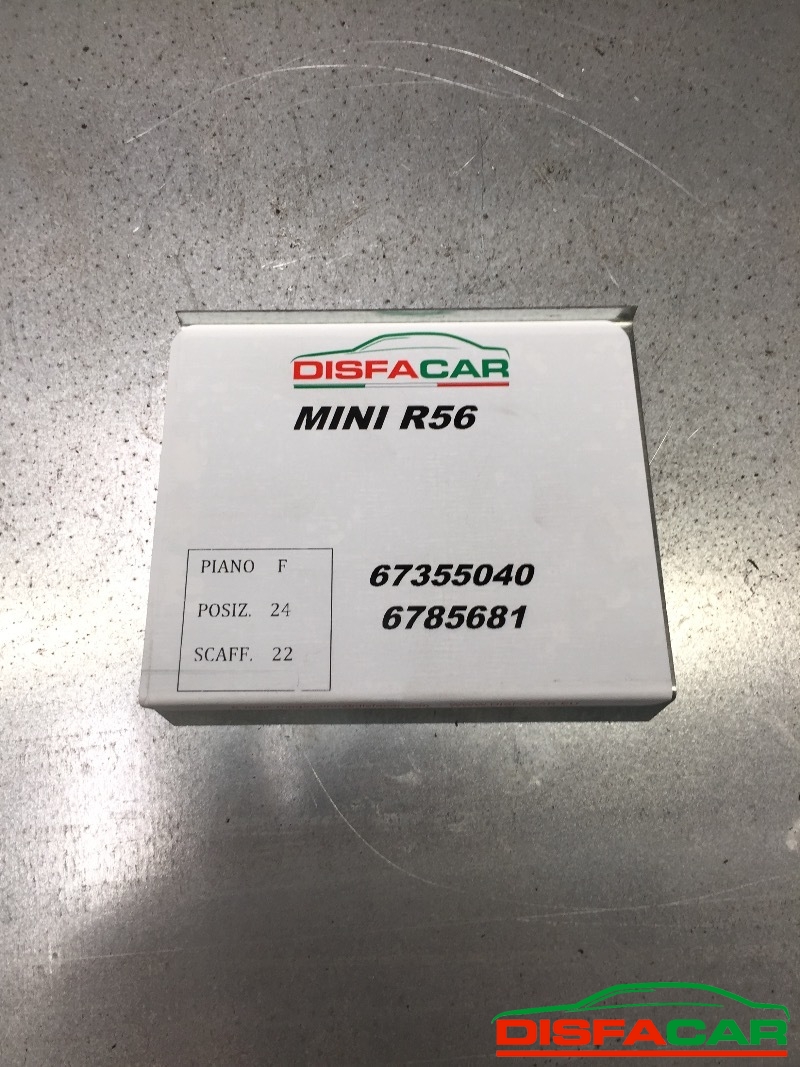 DISFACAR
MINI R56
PIANO F
POSIZ. 24
SCAFF. 22
67355040
6785681
DISFACAR